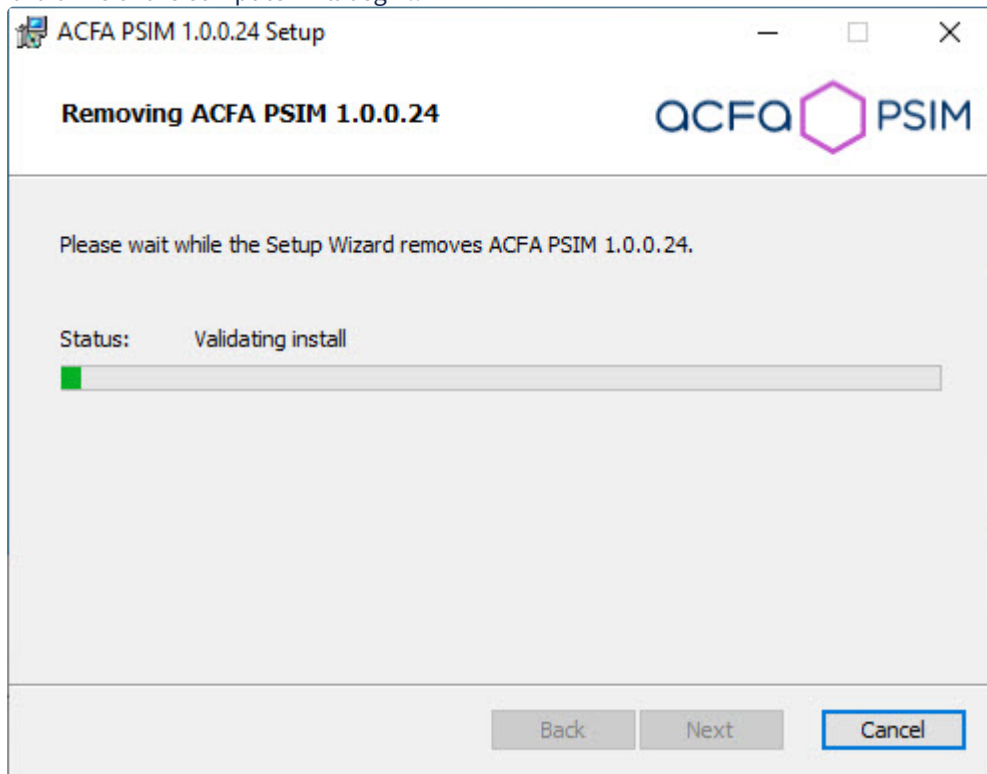 ACFA PSIM 1.0.0.24 Setup
Removing ACFA PSIM 1.0.0.24
acfa PSIM
Please wait while the Setup Wizard removes ACFA PSIM 1.0.0.24.
Status: Validating install
Back Next Cancel